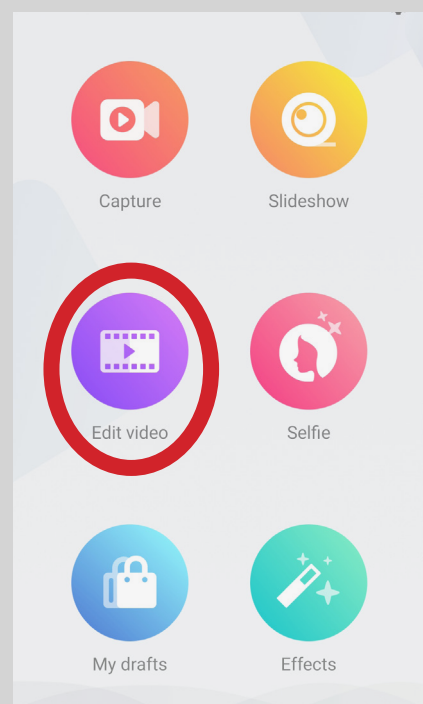 Capture
Slideshow
Edit video
Selfie
My drafts
Effects